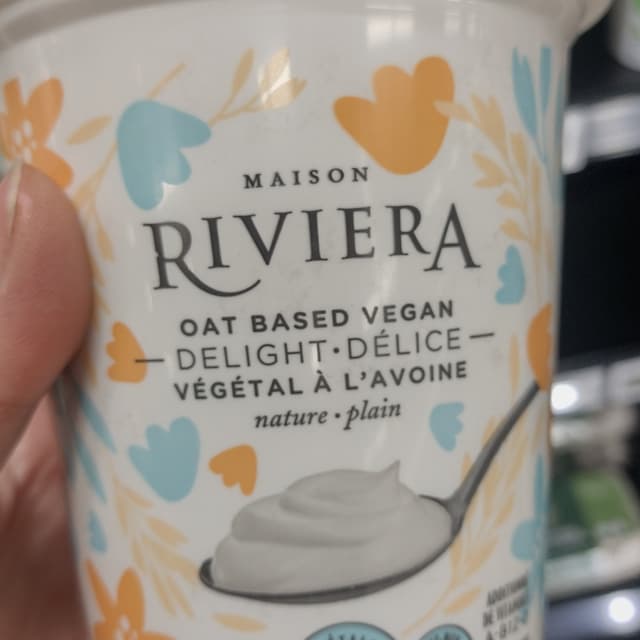 MAISON
RIVIERA
OAT BASED VEGAN
DELIGHT • DÉLICE
VÉGÉTAL À L'AVOINE
nature • plain